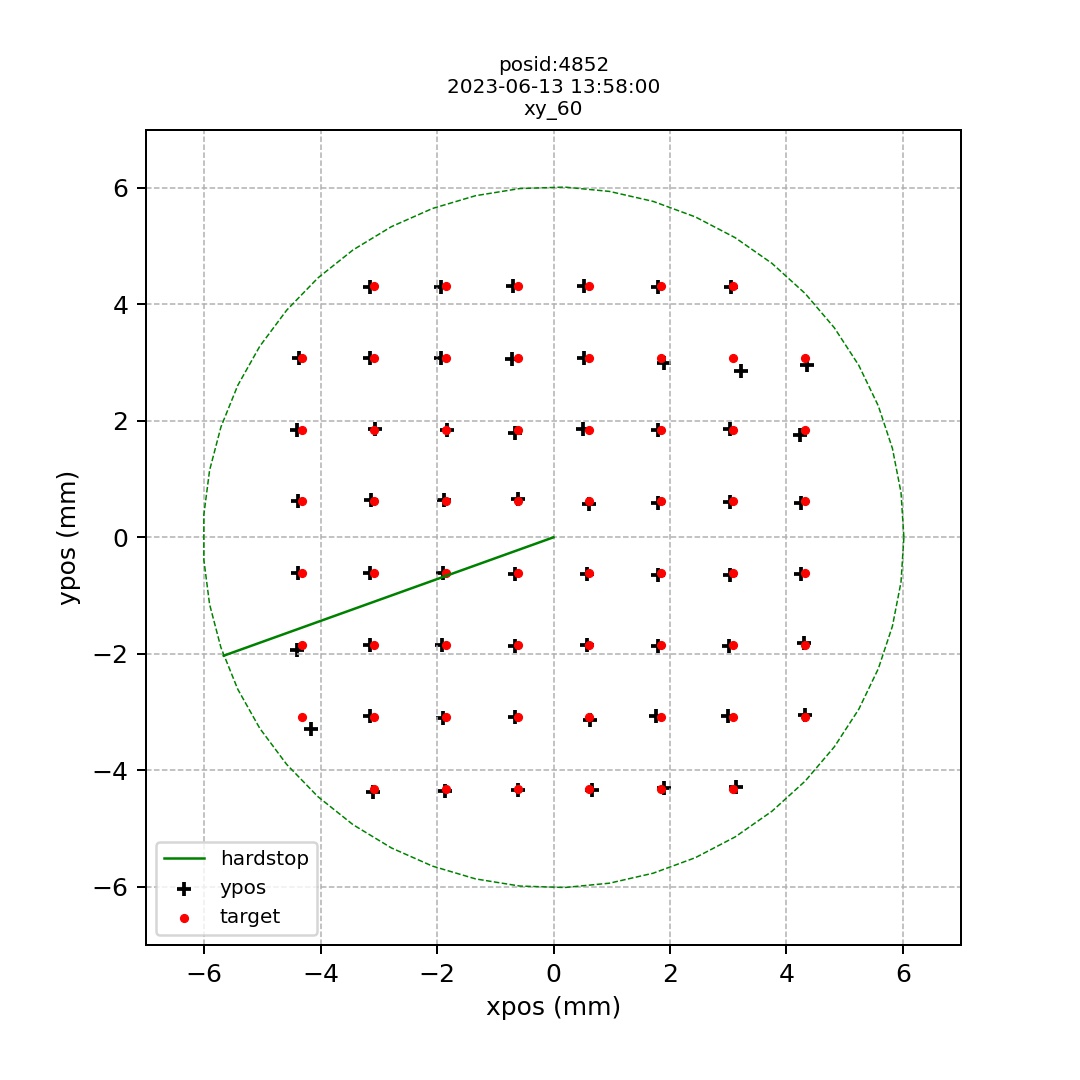 posid:4852
2023-06-13 13:58:00
xy_60
6
4
2
0
−2
−4
−6
ypos (mm)
hardstop
ypos
target
−6 −4 −2 0 2 4 6
xpos (mm)